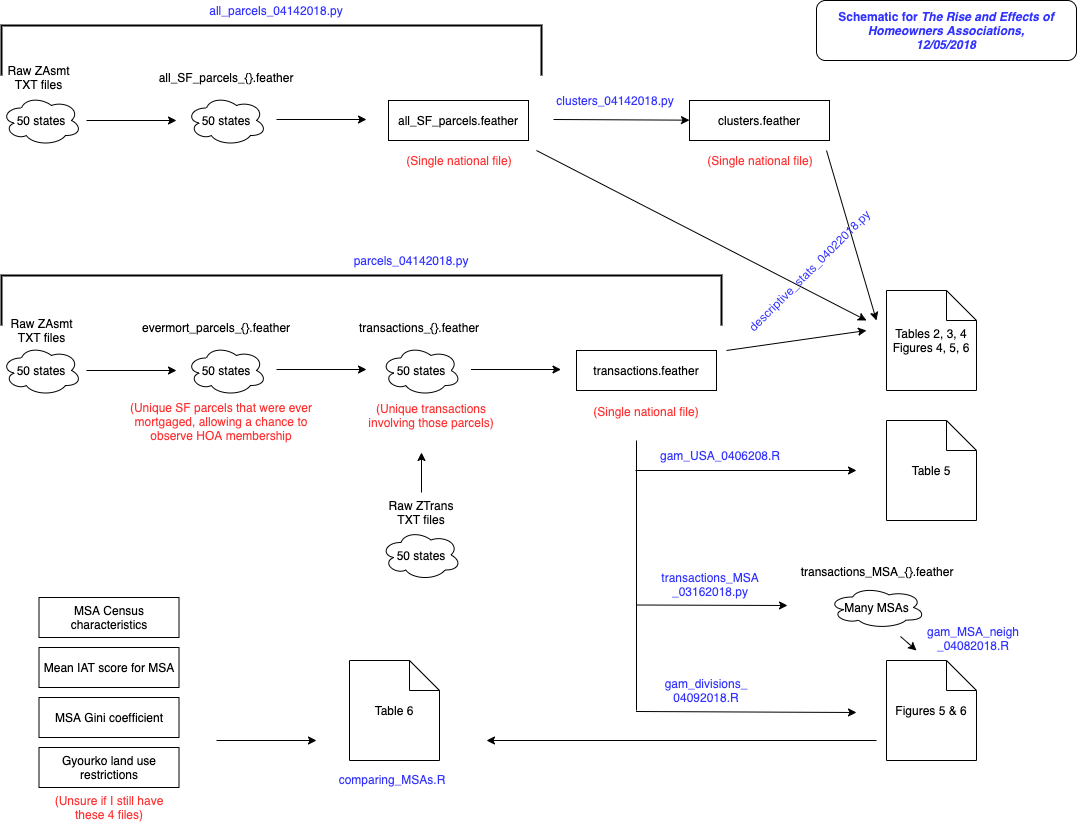 all_parcels_04142018.py
Schematic for The Rise and Effects of
Homeowners Associations,
12/05/2018
Raw ZAsmt
TXT files
50 states
all_SF_parcels_{}.feather
50 states
all_SF_parcels.feather
(Single national file)
clusters_04142018.py
clusters.feather
(Single national file)
descriptive_stats_04022018.py
parcels_04142018.py
Raw ZAsmt
TXT files
50 states
evermort_parcels_{}.feather
50 states
(Unique SF parcels that were ever
mortgaged, allowing a chance to
observe HOA membership
transactions_{}.feather
50 states
(Unique transactions
involving those parcels)
transactions.feather
(Single national file)
Tables 2, 3, 4
Figures 4, 5, 6
Raw ZTrans
TXT files
50 states
gam_USA_0406208.R
Table 5
transactions_MSA
_03162018.py
transactions_MSA_{}.feather
Many MSAs
gam_MSA_neigh
_04082018.R
gam_divisions_
04092018.R
Figures 5 & 6
MSA Census
characteristics
Mean IAT score for MSA
MSA Gini coefficient
Gyourko land use
restrictions
(Unsure if I still have
these 4 files)
Table 6
comparing_MSAs.R